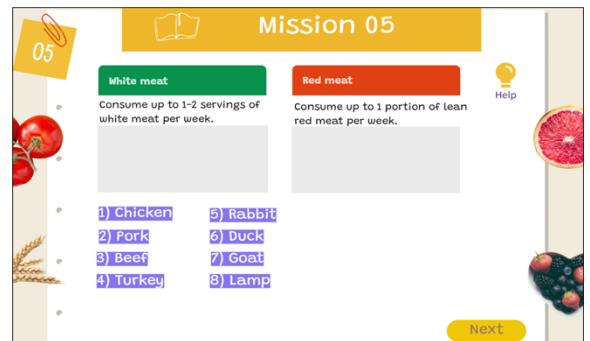 Mission 05
05
White meat
Red meat
Help
Consume up to 1-2 servings of
white meat per week.
Consume up to 1 portion of lean
red meat per week.
1) Chicken
2) Pork
3) Beef
4) Turkey
5) Rabbit
6) Duck
7) Goat
8) Lamp
Next